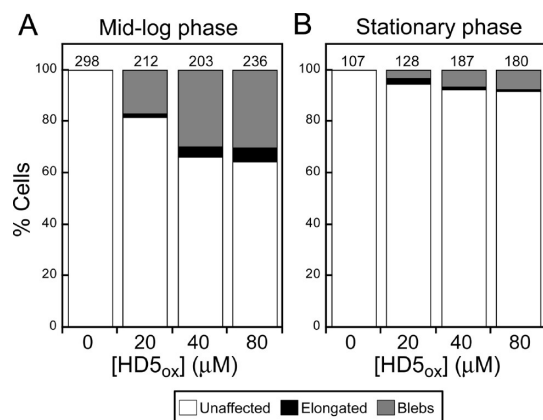 A Mid-log phase
298 212 203 236
100
80
60
40
20
0
% Cells
0 20 40 80
[HD5ox] (μM)
B Stationary phase
107 128 187 180
100
80
60
40
20
0
0 20 40 80
[HD5ox] (μM)
Unaffected Elongated Blebs